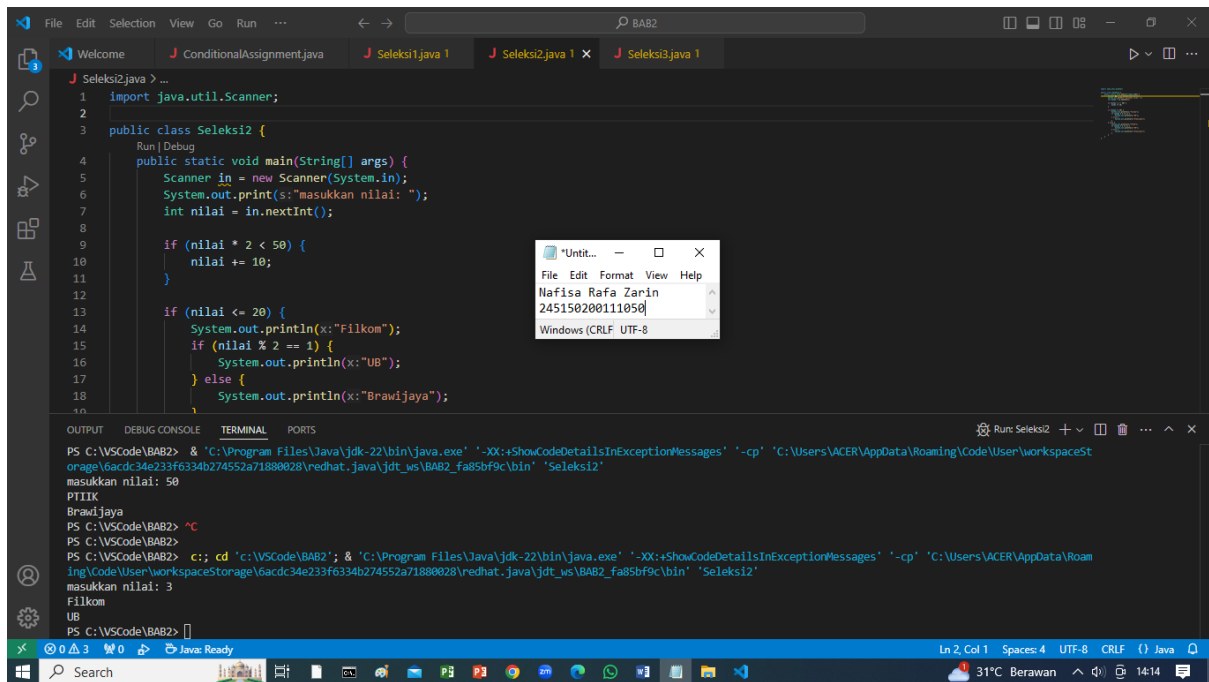 File Edit Selection View Go Run ··· ← → BAB2
Welcome J ConditionalAssignment.java J Seleksi1.java 1 J Seleksi2.java 1 × J Seleksi3.java 1
J Seleksi2.java > ...
1 import java.util.Scanner;
2
3 public class Seleksi2 {
Run | Debug
4 public static void main(String[] args) {
5 Scanner in = new Scanner(System.in);
6 System.out.print(s:"masukkan nilai: ");
7 int nilai = in.nextInt();
8
9 if (nilai * 2 < 50) {
10 nilai += 10;
11 }
12
13 if (nilai <= 20) {
14 System.out.println(x:"Filkom");
15 if (nilai % 2 == 1) {
16 System.out.println(x:"UB");
17 } else {
18 System.out.println(x:"Brawijaya");
19 }
*Untit...
File Edit Format View Help
Nafisa Rafa Zarin
245150200111050
Windows (CRLF UTF-8
OUTPUT DEBUG CONSOLE TERMINAL PORTS Run: Seleksi2
PS C:\VSCode\BAB2> & 'C:\Program Files\Java\jdk-22\bin\java.exe' '-XX:+ShowCodeDetailsInExceptionMessages' '-cp' 'C:\Users\ACER\AppData\Roaming\Code\User\workspaceSt
orage\6acdc34e233f6334b274552a71880028\redhat.java\jdt_ws\BAB2_fa85bf9c\bin' 'Seleksi2'
masukkan nilai: 50
PTIIK
Brawijaya
PS C:\VSCode\BAB2> ^C
PS C:\VSCode\BAB2>
PS C:\VSCode\BAB2> c:; cd 'c:\VSCode\BAB2'; & 'C:\Program Files\Java\jdk-22\bin\java.exe' '-XX:+ShowCodeDetailsInExceptionMessages' '-cp' 'C:\Users\ACER\AppData\Roam
ing\Code\User\workspaceStorage\6acdc34e233f6334b274552a71880028\redhat.java\jdt_ws\BAB2_fa85bf9c\bin' 'Seleksi2'
masukkan nilai: 3
Filkom
UB
PS C:\VSCode\BAB2>
3
0 3 0 Java: Ready Ln 2, Col 1 Spaces: 4 UTF-8 CRLF {} Java
Search 31°C Berawan 14:14